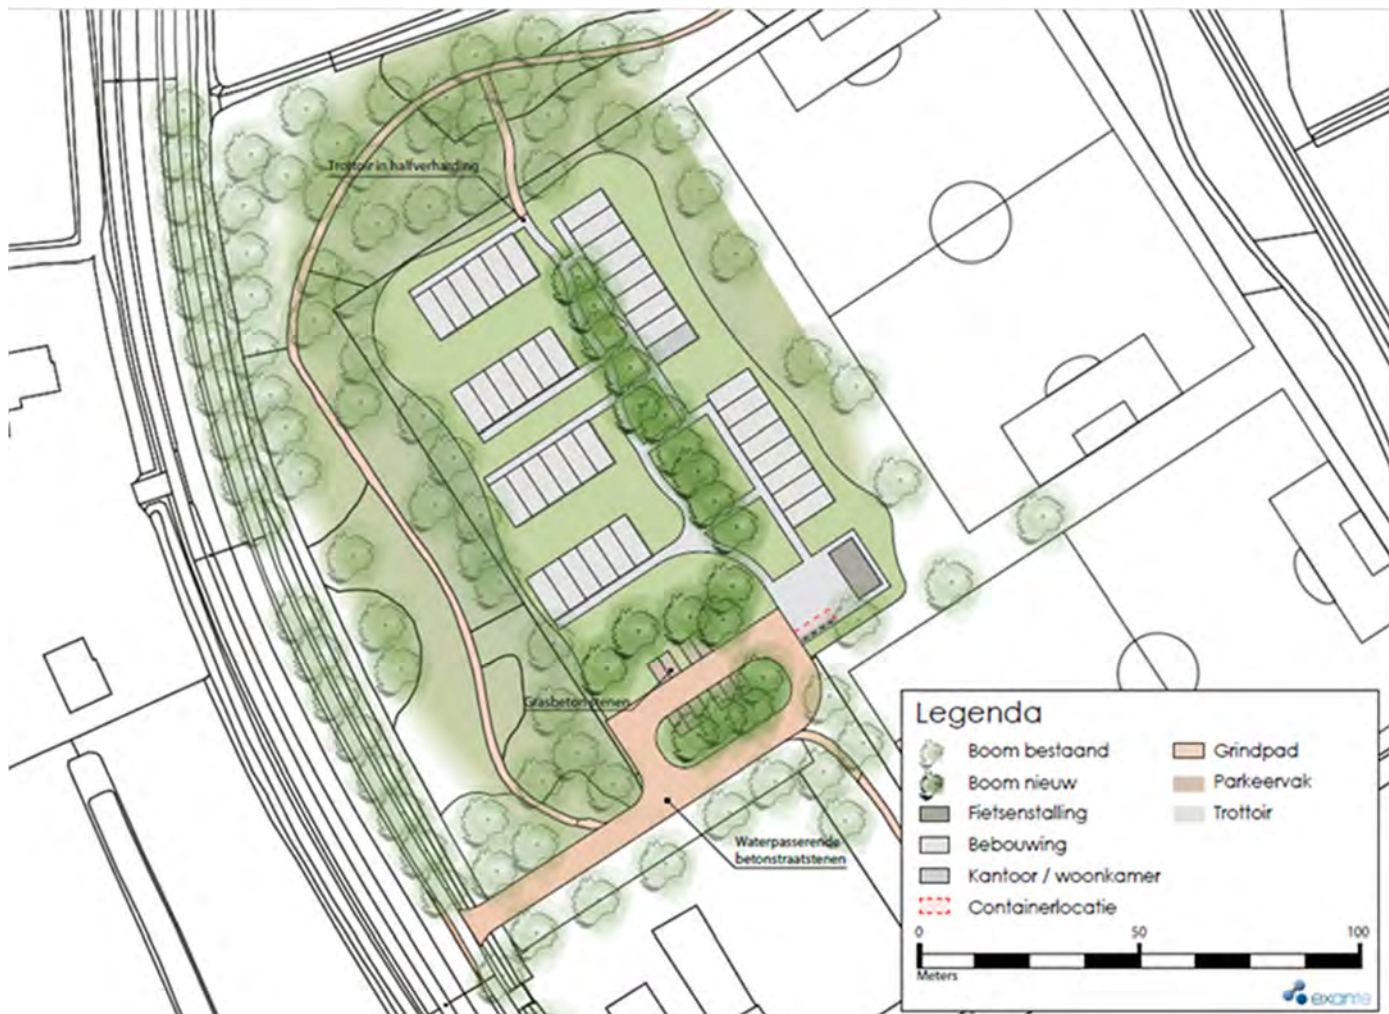 Trottoir in halfverharding
Grasbetonstenen
Waterpasserende
betonstraatstenen
Legenda
Boom bestaand
Boom nieuw
Fietsenstalling
Bebouwing
Kantoor / woonkamer
Containerlocatie
Grindpad
Parkeervak
Trottoir
0 50 100
Meters
exante